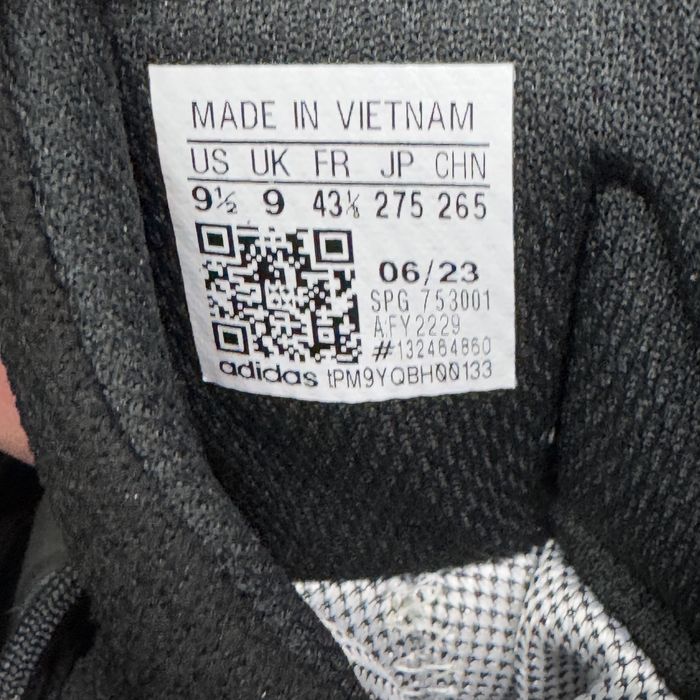 MADE IN VIETNAM
US UK FR JP CHN
9½ 9 43⅓ 275 265
06/23
SPG 753001
AFY2229
#132464860
adidas tPM9YQBH00133